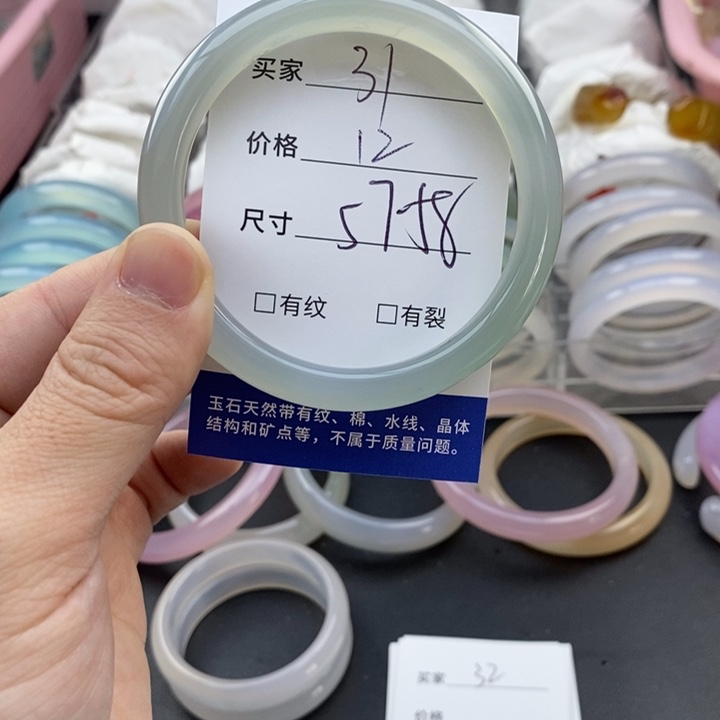 买家 31
价格 12
尺寸 5758
□有纹 □有裂
玉石天然带有纹、棉、水线、晶体
结构和矿点等，不属于质量问题。
买家 32
价格